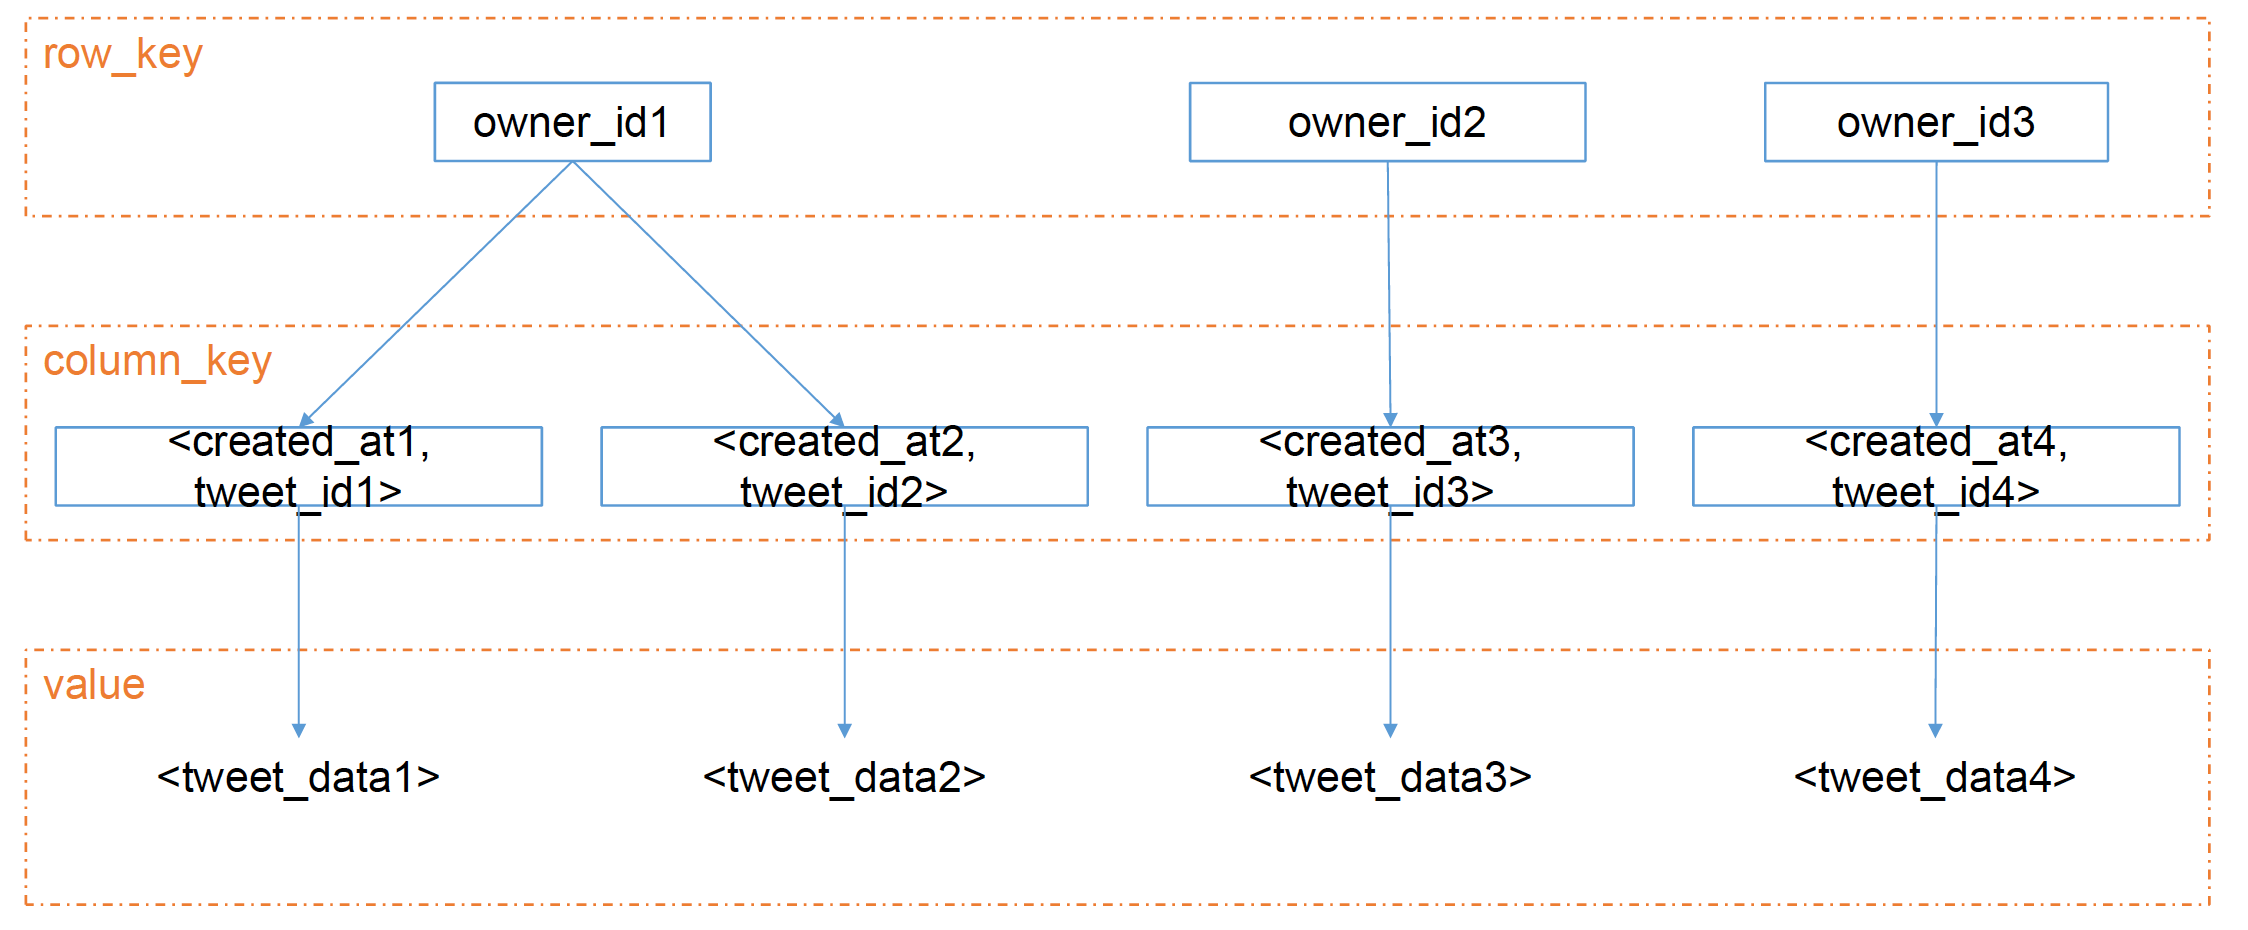 row_key
owner_id1
owner_id2
owner_id3
column_key
<created_at1,
tweet_id1>
<created_at2,
tweet_id2>
<created_at3,
tweet_id3>
<created_at4,
tweet_id4>
value
<tweet_data1>
<tweet_data2>
<tweet_data3>
<tweet_data4>